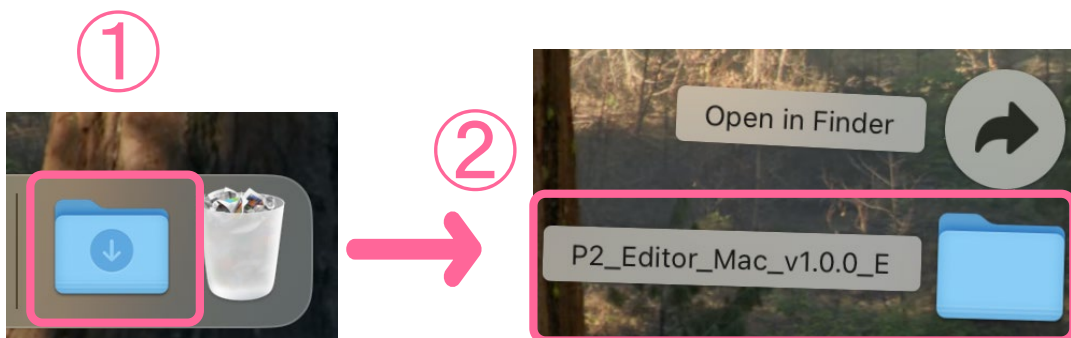 ①
②
Open in Finder
P2_Editor_Mac_v1.0.0_E